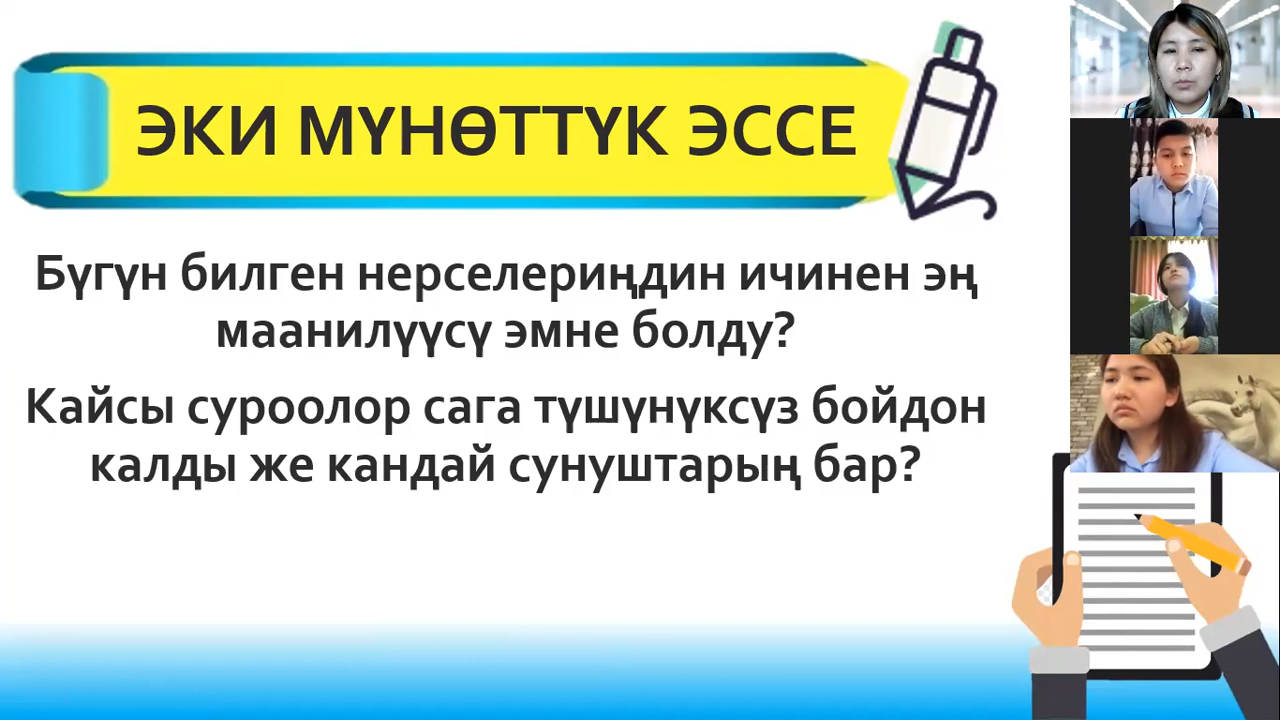 ЭКИ МҮНӨТТҮК ЭССЕ
Бүгүн билген нерселериңдин ичинен эң
маанилүүсү эмне болду?
Кайсы суроолор сага түшүнүксүз бойдон
калды же кандай сунуштарың бар?